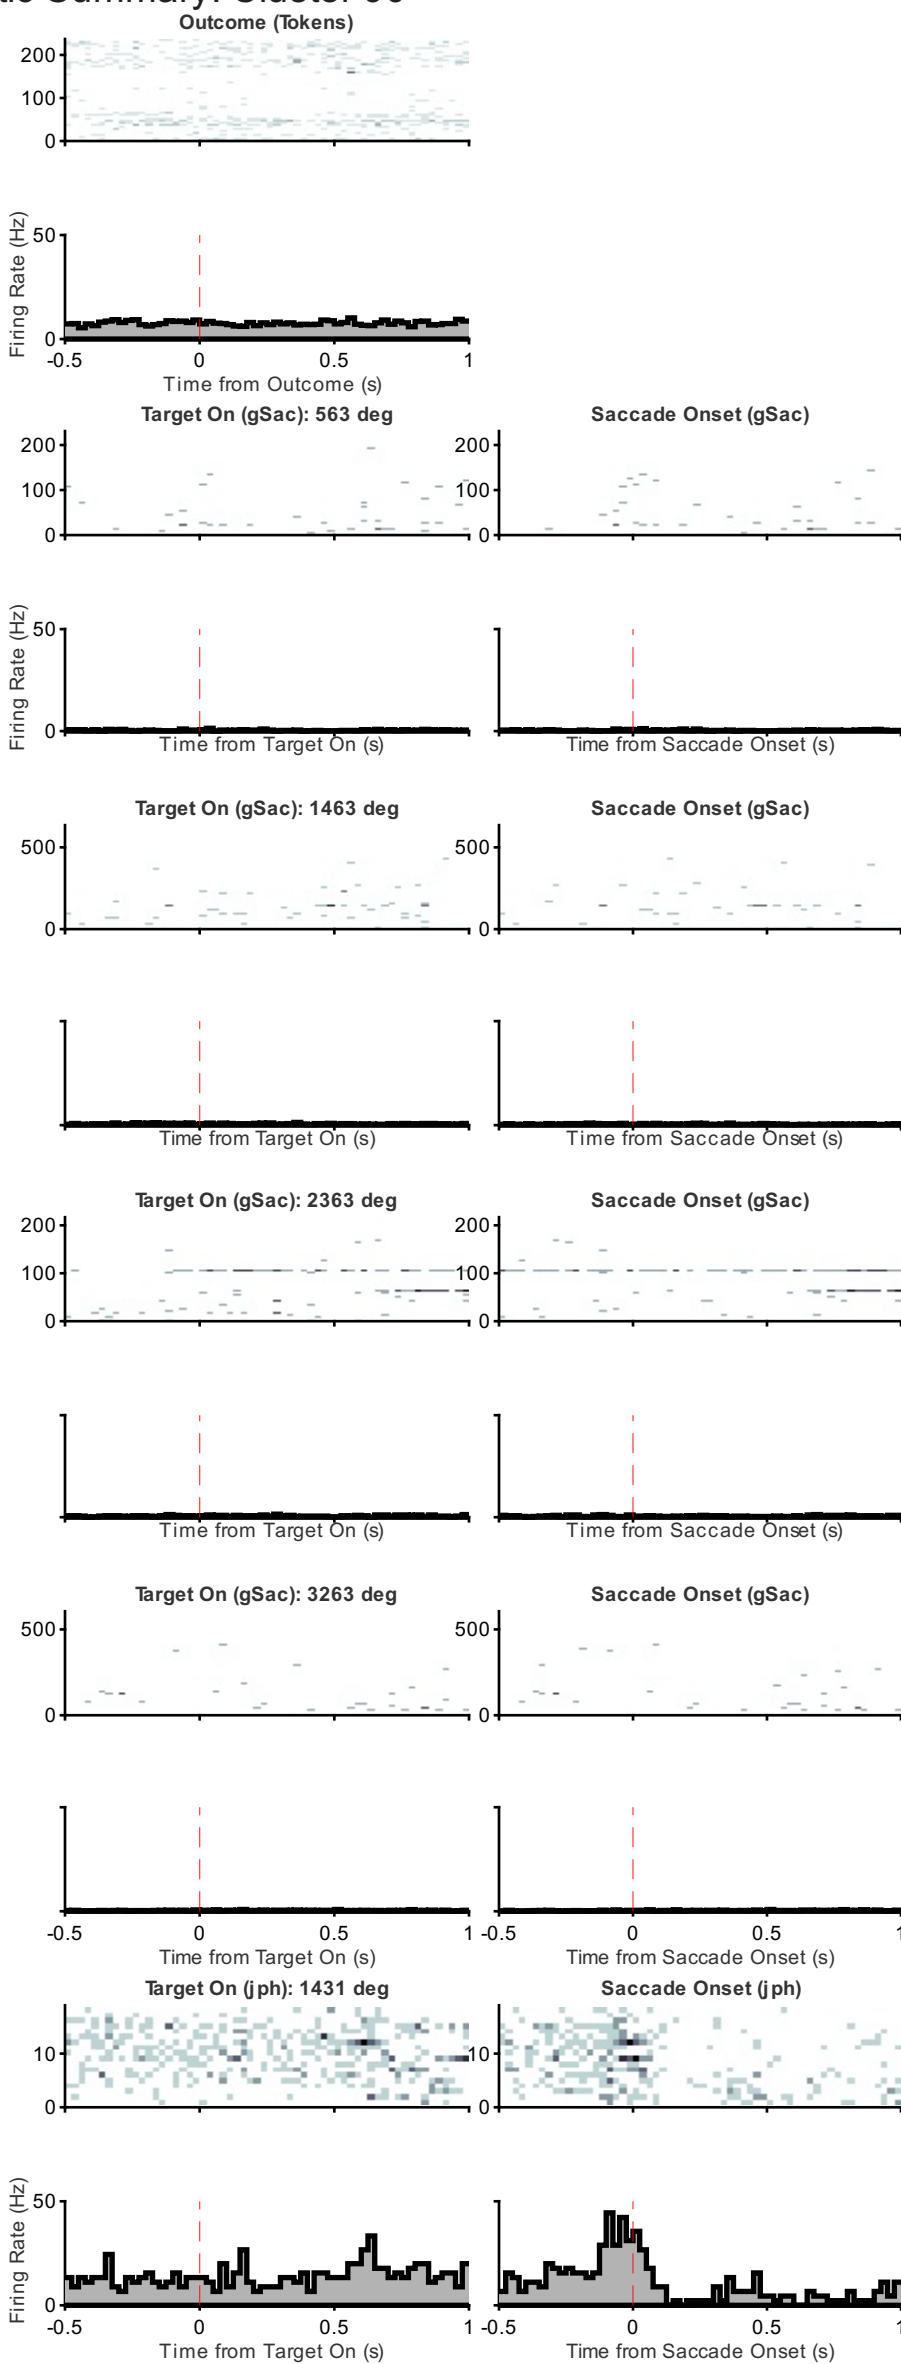 Summary: Cluster
Outcome (Tokens)
200
100
0
Firing Rate (Hz)
50
0
-0.5 0 0.5 1
Time from Outcome (s)
Target On (gSac): 563 deg Saccade Onset (gSac)
200 200
100 100
0 0
Firing Rate (Hz)
50
0
Time from Target On (s) Time from Saccade Onset (s)
Target On (gSac): 1463 deg Saccade Onset (gSac)
500 500
0 0
Time from Target On (s) Time from Saccade Onset (s)
Target On (gSac): 2363 deg Saccade Onset (gSac)
200 200
100 100
0 0
Time from Target On (s) Time from Saccade Onset (s)
Target On (gSac): 3263 deg Saccade Onset (gSac)
500 500
0 0
-0.5 0 0.5 1 -0.5 0 0.5 1
Time from Target On (s) Time from Saccade Onset (s)
Target On (jph): 1431 deg Saccade Onset (jph)
10 10
0 0
Firing Rate (Hz)
50
0
-0.5 0 0.5 1 -0.5 0 0.5 1
Time from Target On (s) Time from Saccade Onset (s)